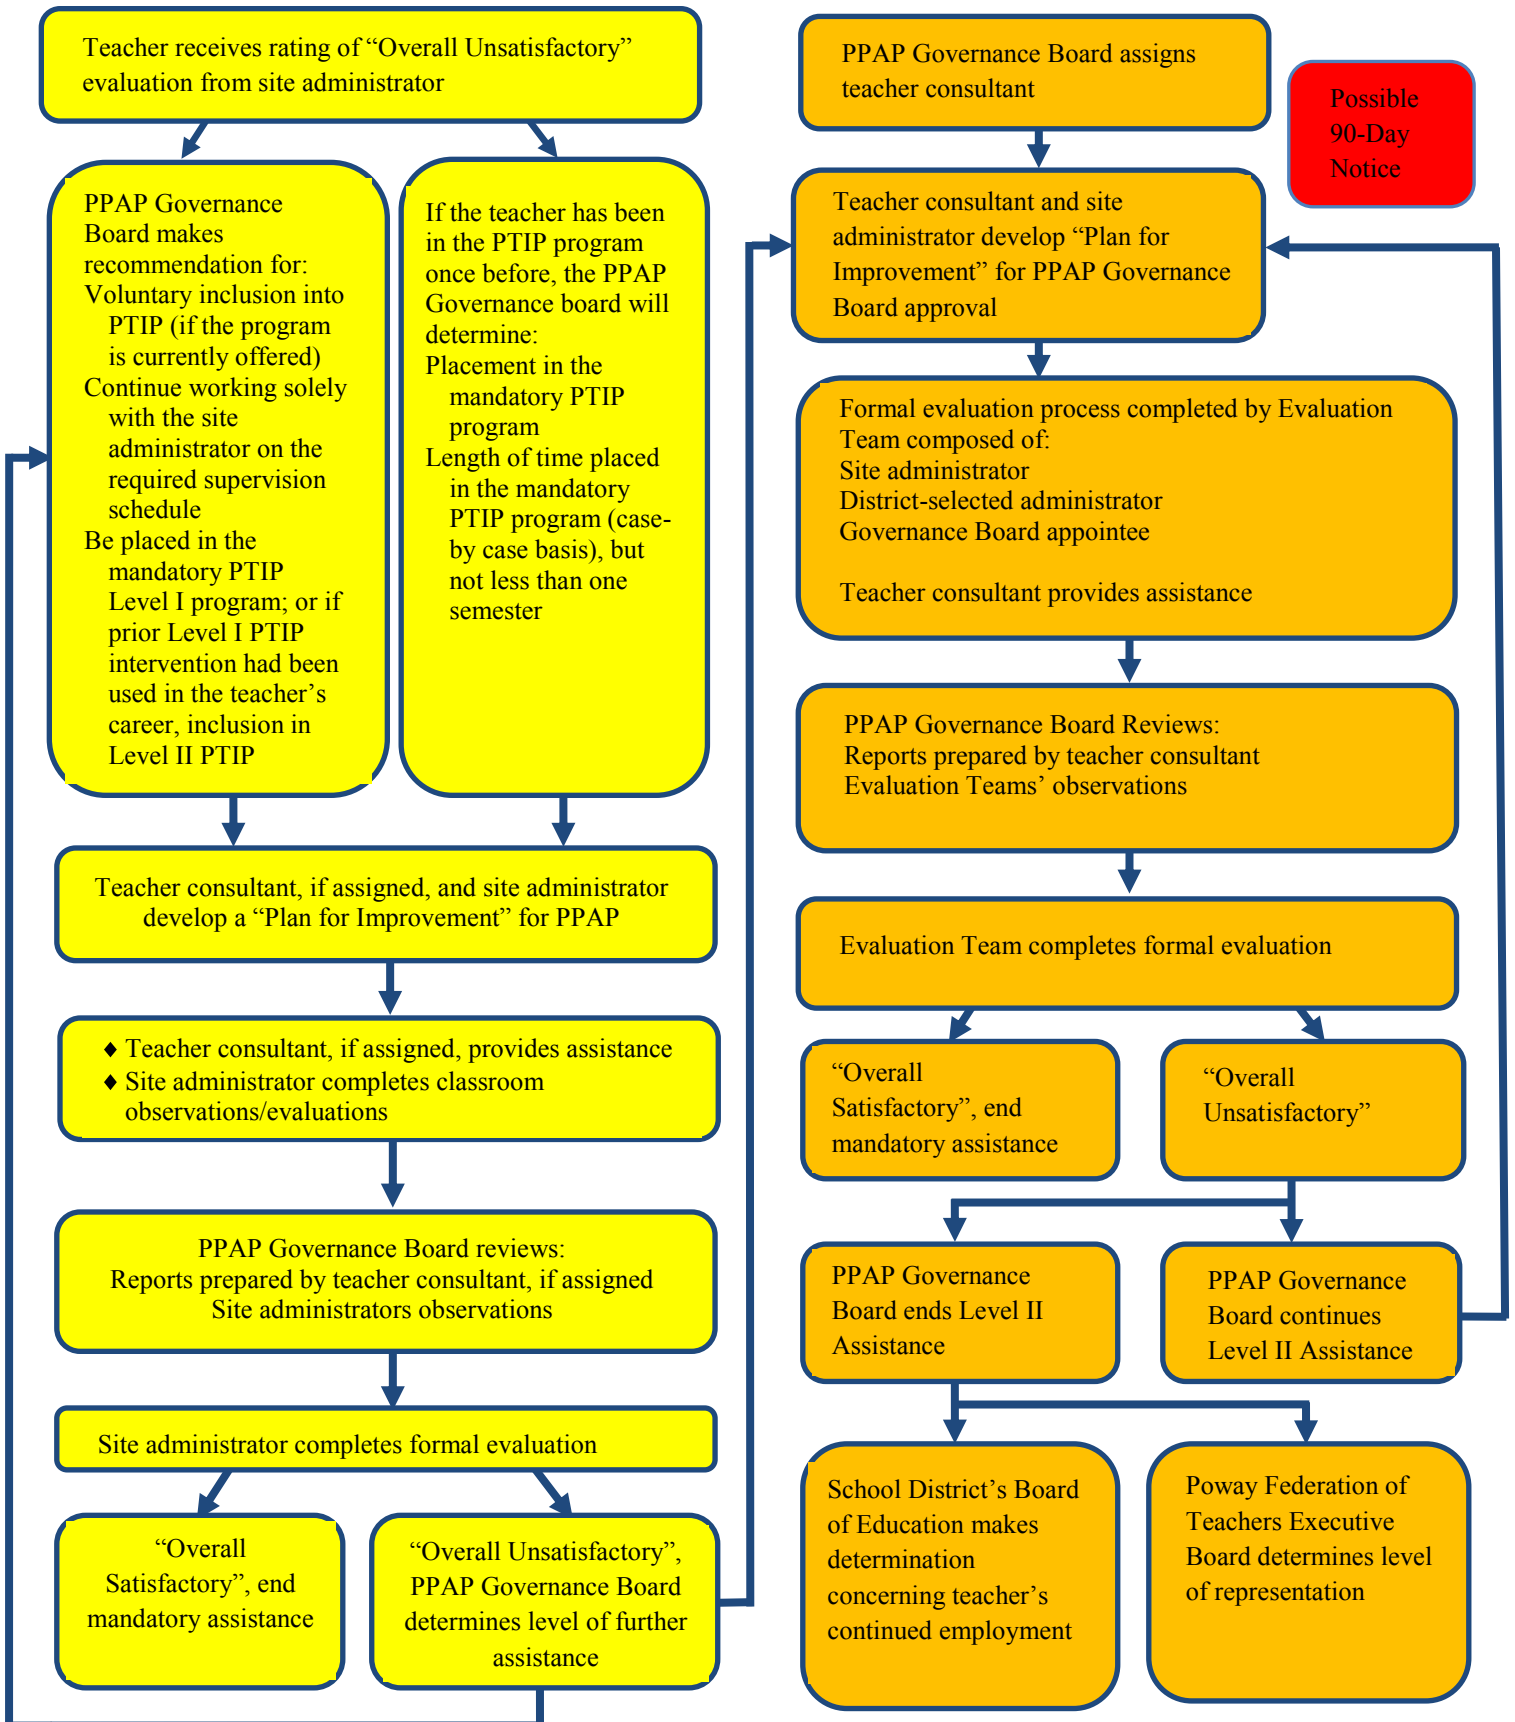 Teacher receives rating of “Overall Unsatisfactory”
evaluation from site administrator
PPAP Governance
Board makes
recommendation for:
Voluntary inclusion into
PTIP (if the program
is currently offered)
Continue working solely
with the site
administrator on the
required supervision
schedule
Be placed in the
mandatory PTIP
Level I program; or if
prior Level I PTIP
intervention had been
used in the teacher’s
career, inclusion in
Level II PTIP
If the teacher has been
in the PTIP program
once before, the PPAP
Governance board will
determine:
Placement in the
mandatory PTIP
program
Length of time placed
in the mandatory
PTIP program (case-
by case basis), but
not less than one
semester
Teacher consultant, if assigned, and site administrator
develop a “Plan for Improvement” for PPAP
♦ Teacher consultant, if assigned, provides assistance
♦ Site administrator completes classroom
observations/evaluations
PPAP Governance Board reviews:
Reports prepared by teacher consultant, if assigned
Site administrators observations
Site administrator completes formal evaluation
“Overall
Satisfactory”, end
mandatory assistance
“Overall Unsatisfactory”,
PPAP Governance Board
determines level of further
assistance
PPAP Governance Board assigns
teacher consultant
Possible
90-Day
Notice
Teacher consultant and site
administrator develop “Plan for
Improvement” for PPAP Governance
Board approval
Formal evaluation process completed by Evaluation
Team composed of:
Site administrator
District-selected administrator
Governance Board appointee
Teacher consultant provides assistance
PPAP Governance Board Reviews:
Reports prepared by teacher consultant
Evaluation Teams’ observations
Evaluation Team completes formal evaluation
“Overall
Satisfactory”, end
mandatory assistance
“Overall
Unsatisfactory”
PPAP Governance
Board ends Level II
Assistance
PPAP Governance
Board continues
Level II Assistance
School District’s Board
of Education makes
determination
concerning teacher’s
continued employment
Poway Federation of
Teachers Executive
Board determines level
of representation